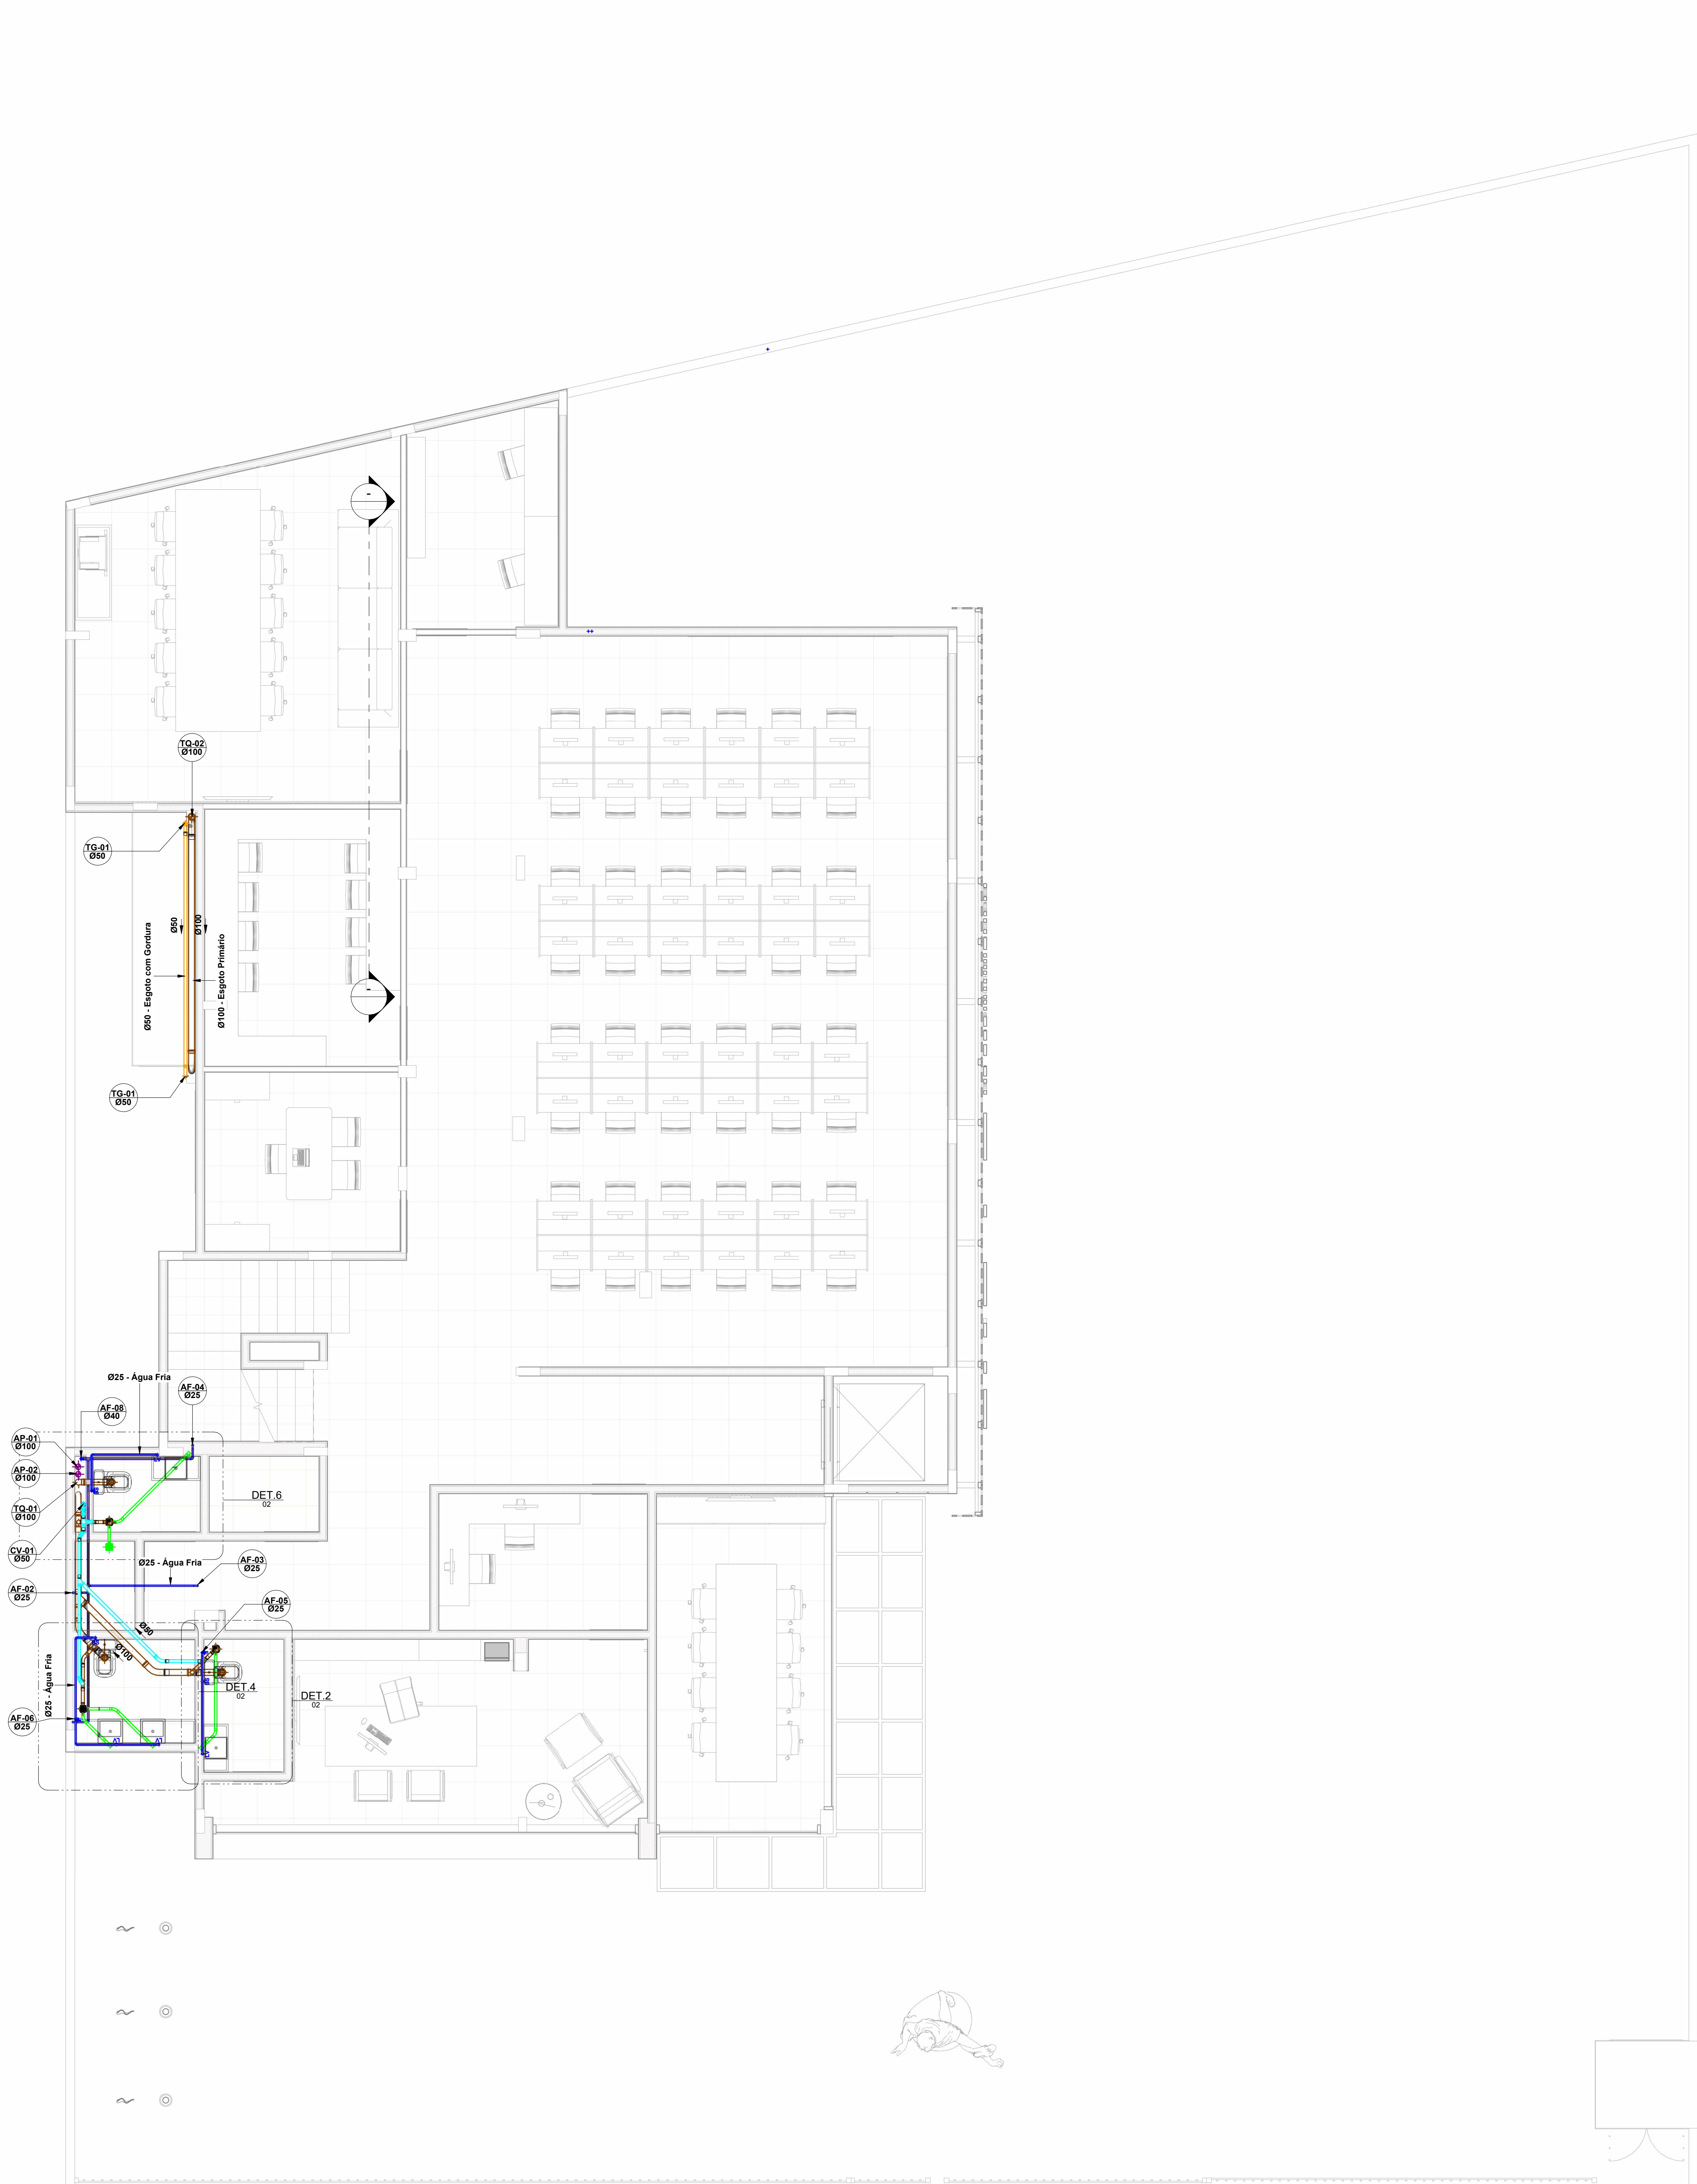 -
TQ-02
Ø100
TG-01
Ø50
Ø50
Ø100
Ø50 - Esgoto com Gordura
Ø100 - Esgoto Primário
-
TG-01
Ø50
Ø25 - Água Fria
AF-04
Ø25
AF-08
Ø40
AP-01
Ø100
AP-02
Ø100
DET.6
02
TQ-01
Ø100
CV-01
Ø50
Ø25 - Água Fria
AF-03
Ø25
AF-02
Ø25
AF-05
Ø25
Ø50
Ø100
Ø25 - Água Fria
DET.4
02
DET.2
02
AF-06
Ø25